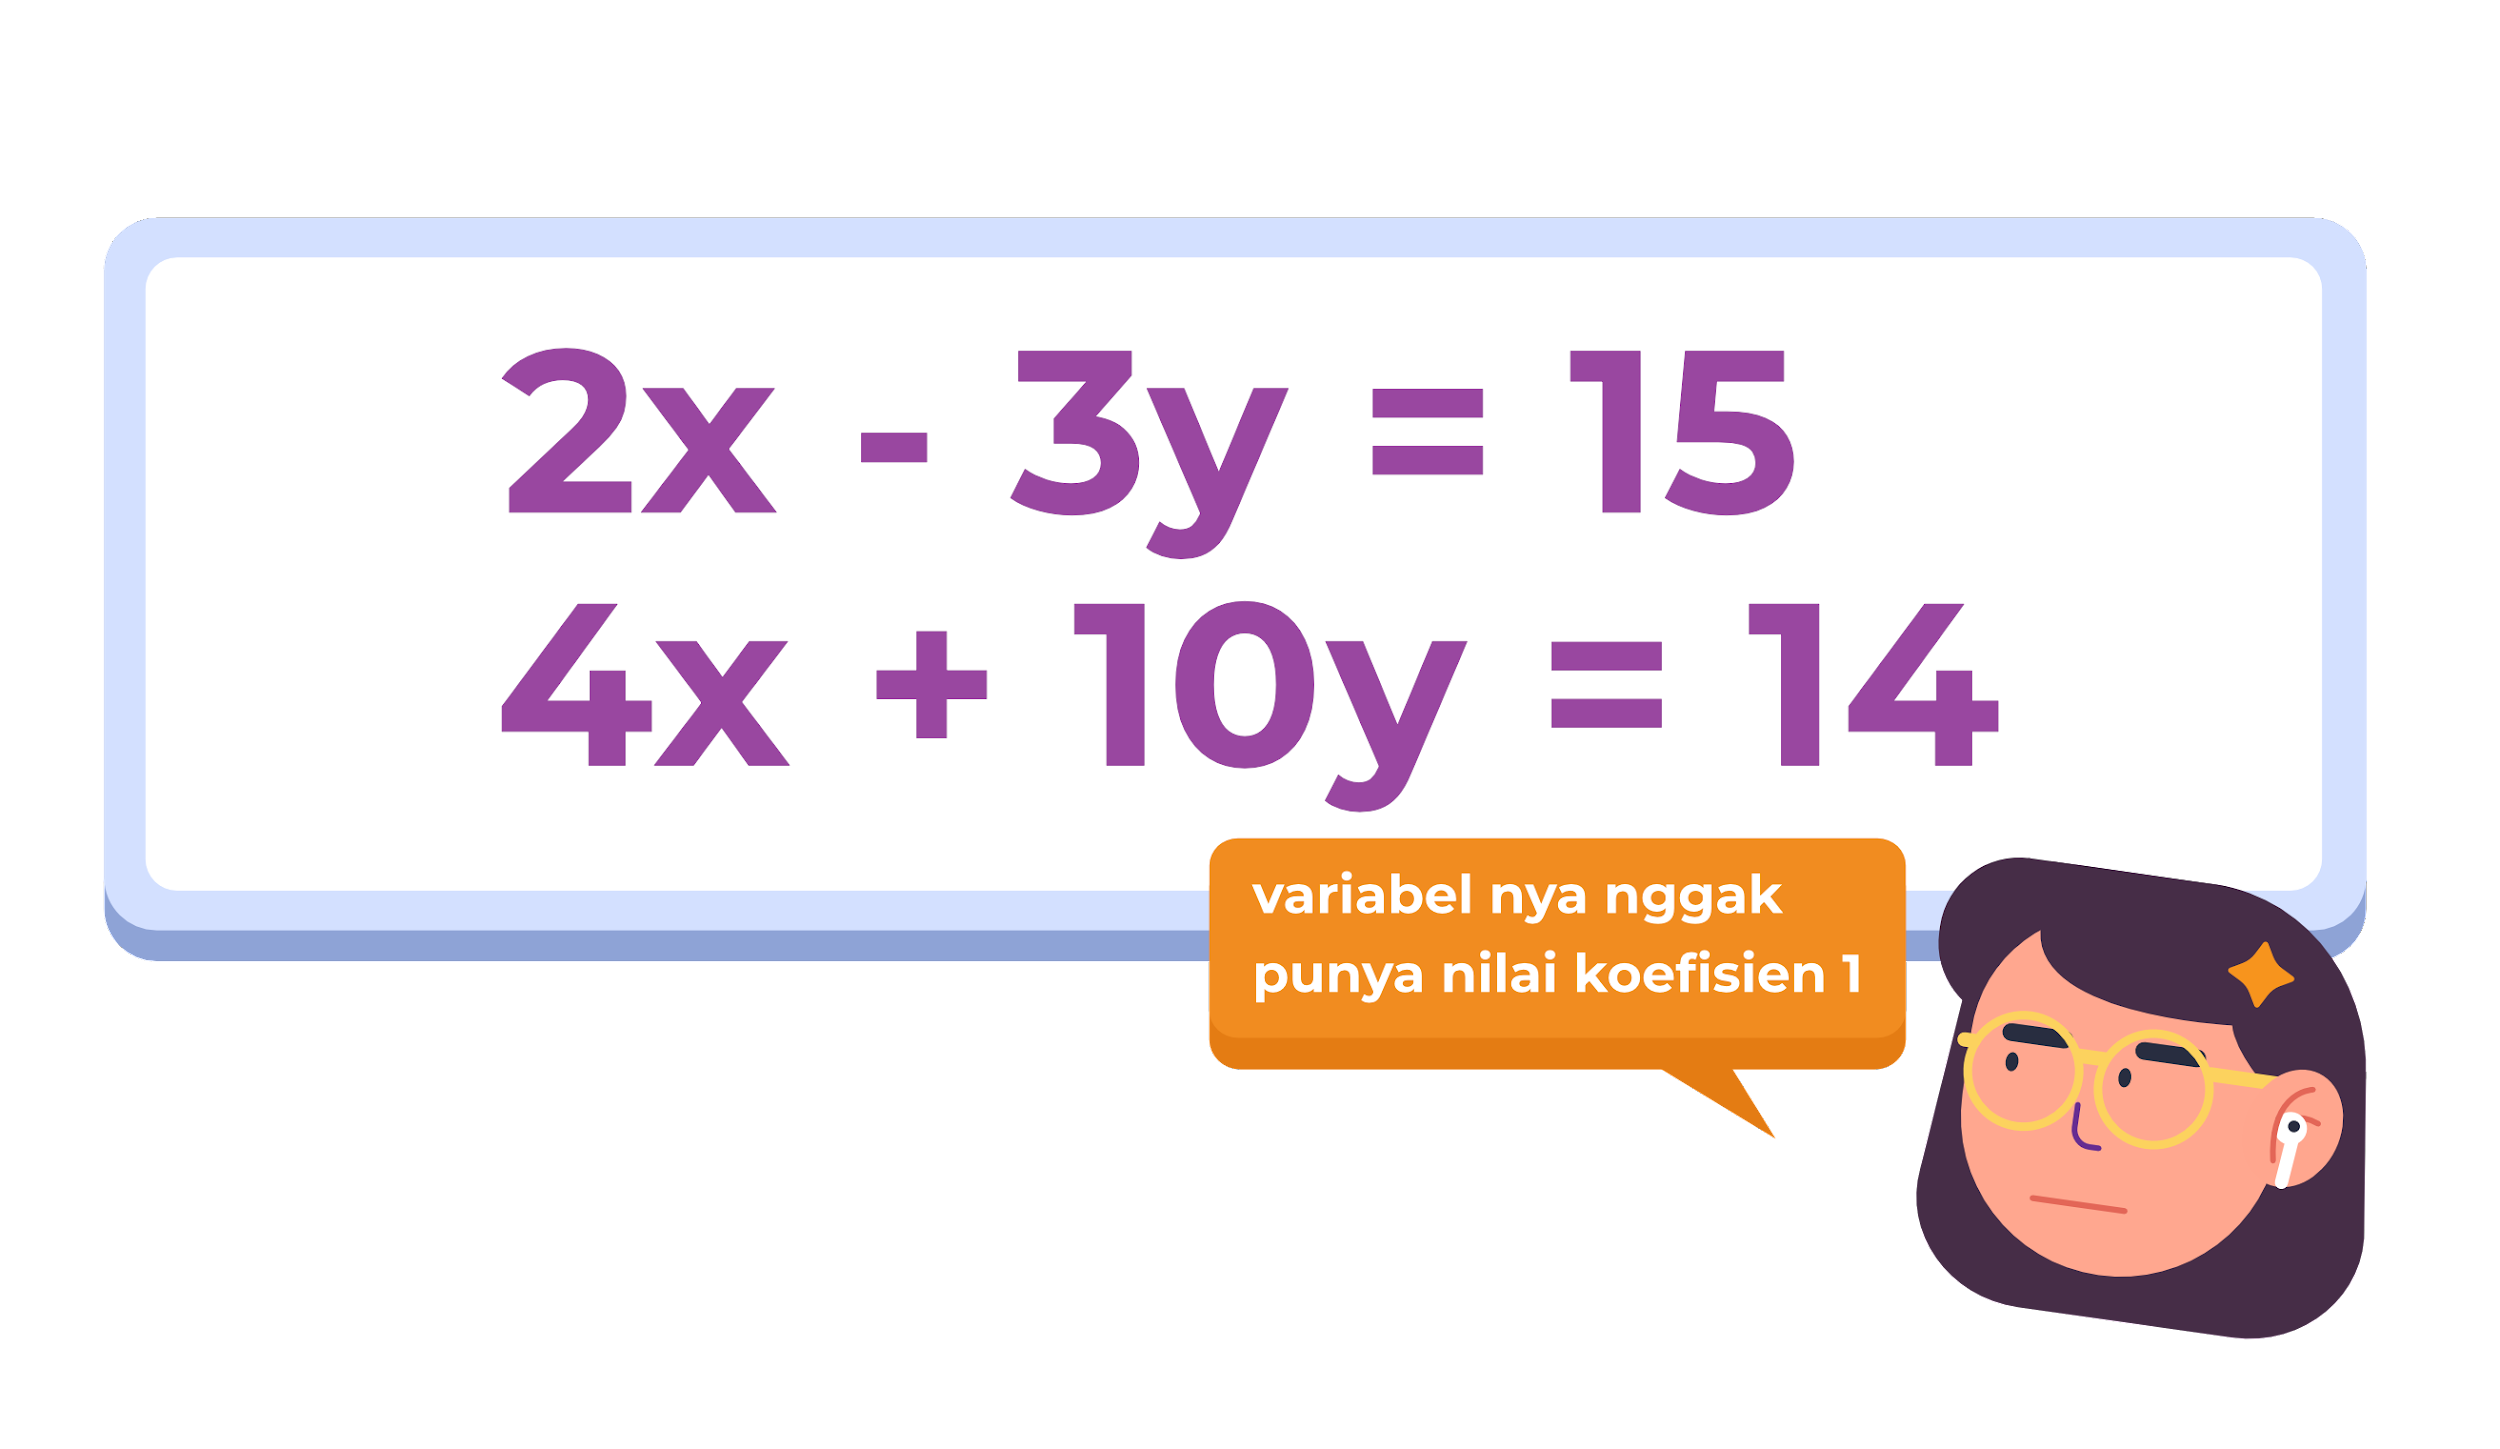 2x - 3y = 15
4x + 10y = 14
variabel nya nggak
punya nilai koefisien 1